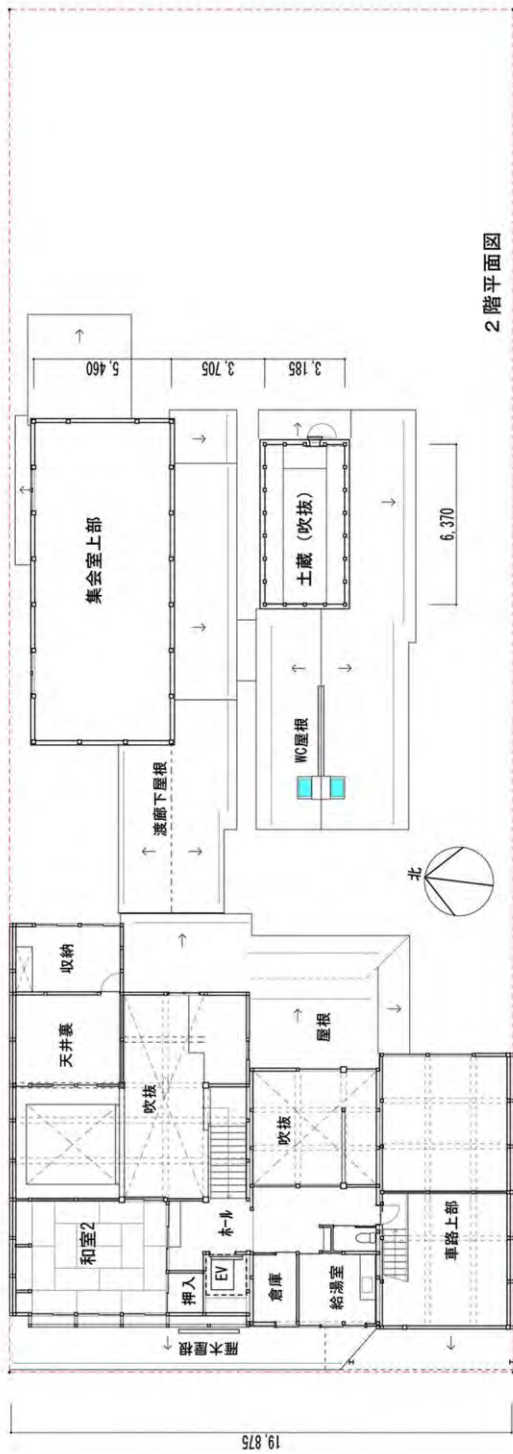 2階平面図
5,460
3,705
3,185
6,370
19,875
集会室上部
土蔵（吹抜）
渡廊下屋根
WC屋根
北
収納
天井裏
吹抜
屋根
吹抜
和室2
ホール
押入
EV
倉庫
給湯室
車路上部